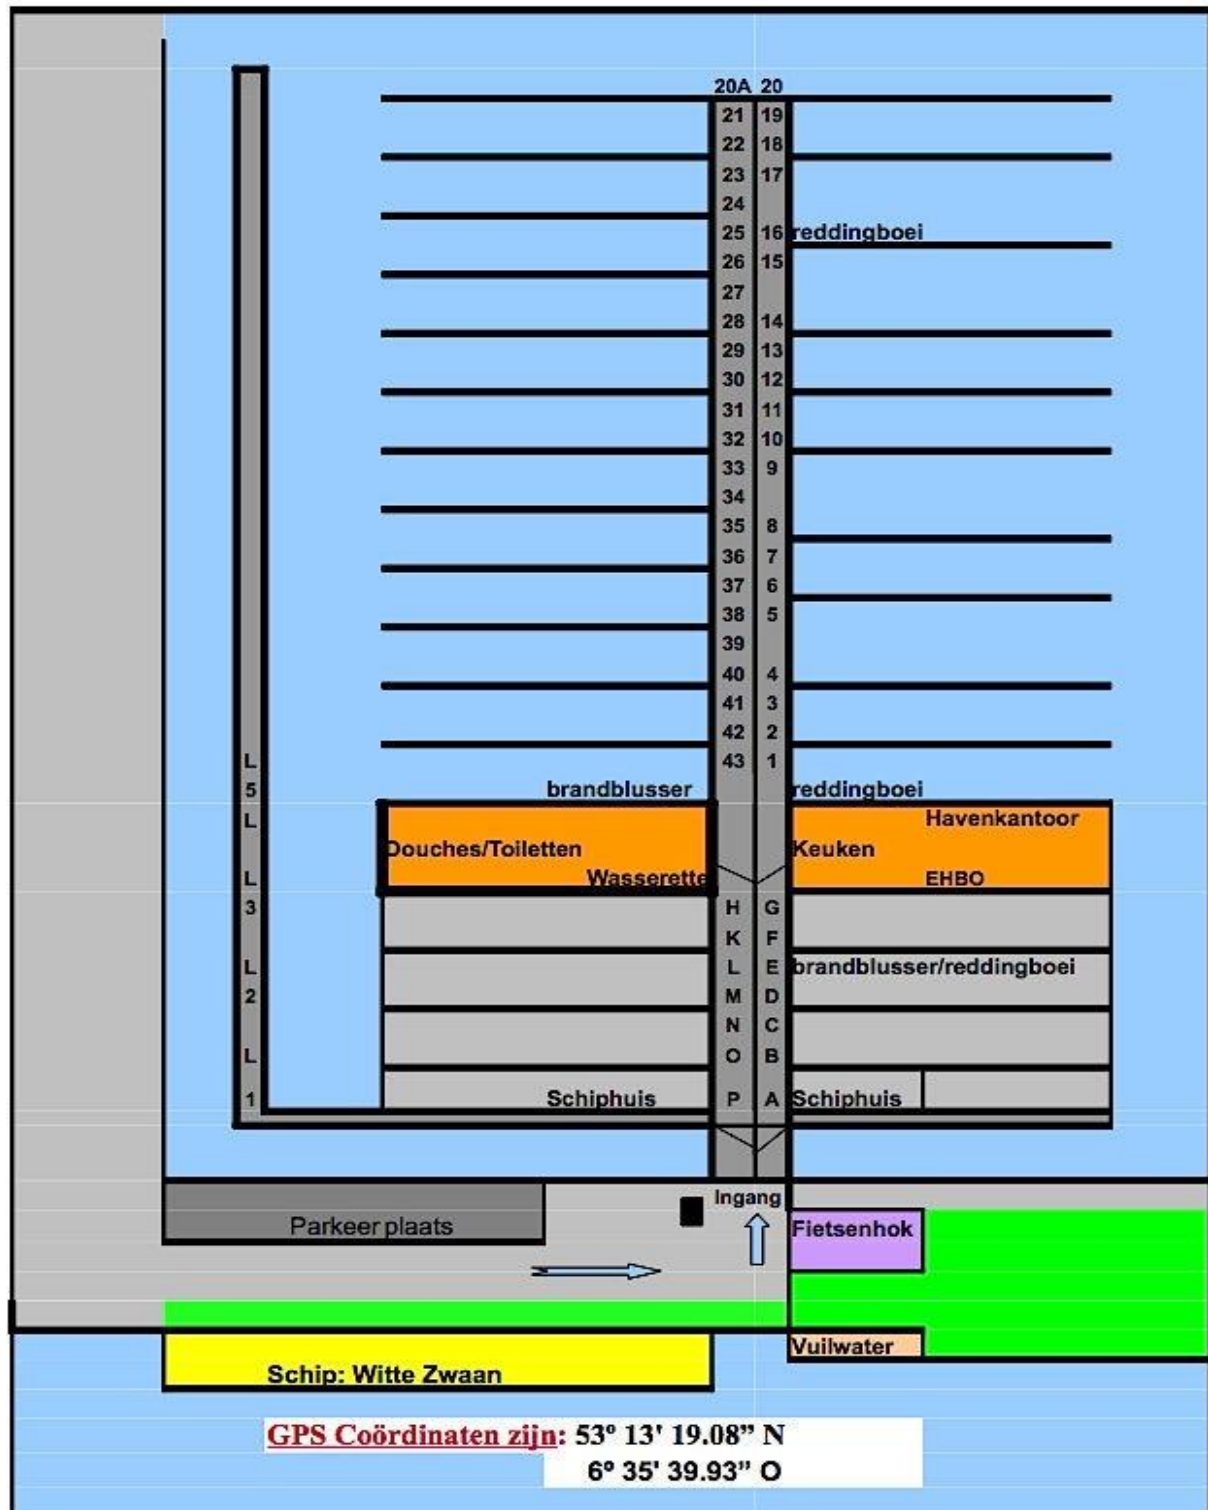 20A 20
21 19
22 18
23 17
24
25 16 reddingboei
26 15
27
28 14
29 13
30 12
31 11
32 10
33 9
34
35 8
36 7
37 6
38 5
39
40 4
41 3
42 2
L 43 1
5 brandblusser reddingboei
L Havenkantoor
Douches/Toiletten Keuken
L Wasserette EHBO
3 H G
K F
L L E brandblusser/reddingboei
2 M D
N C
L O B
1 Schiphuis P A Schiphuis
Ingang
Parkeer plaats Fietsenhok
Vuilwater
Schip: Witte Zwaan
GPS Coördinaten zijn: 53º 13' 19.08” N
6º 35' 39.93” O